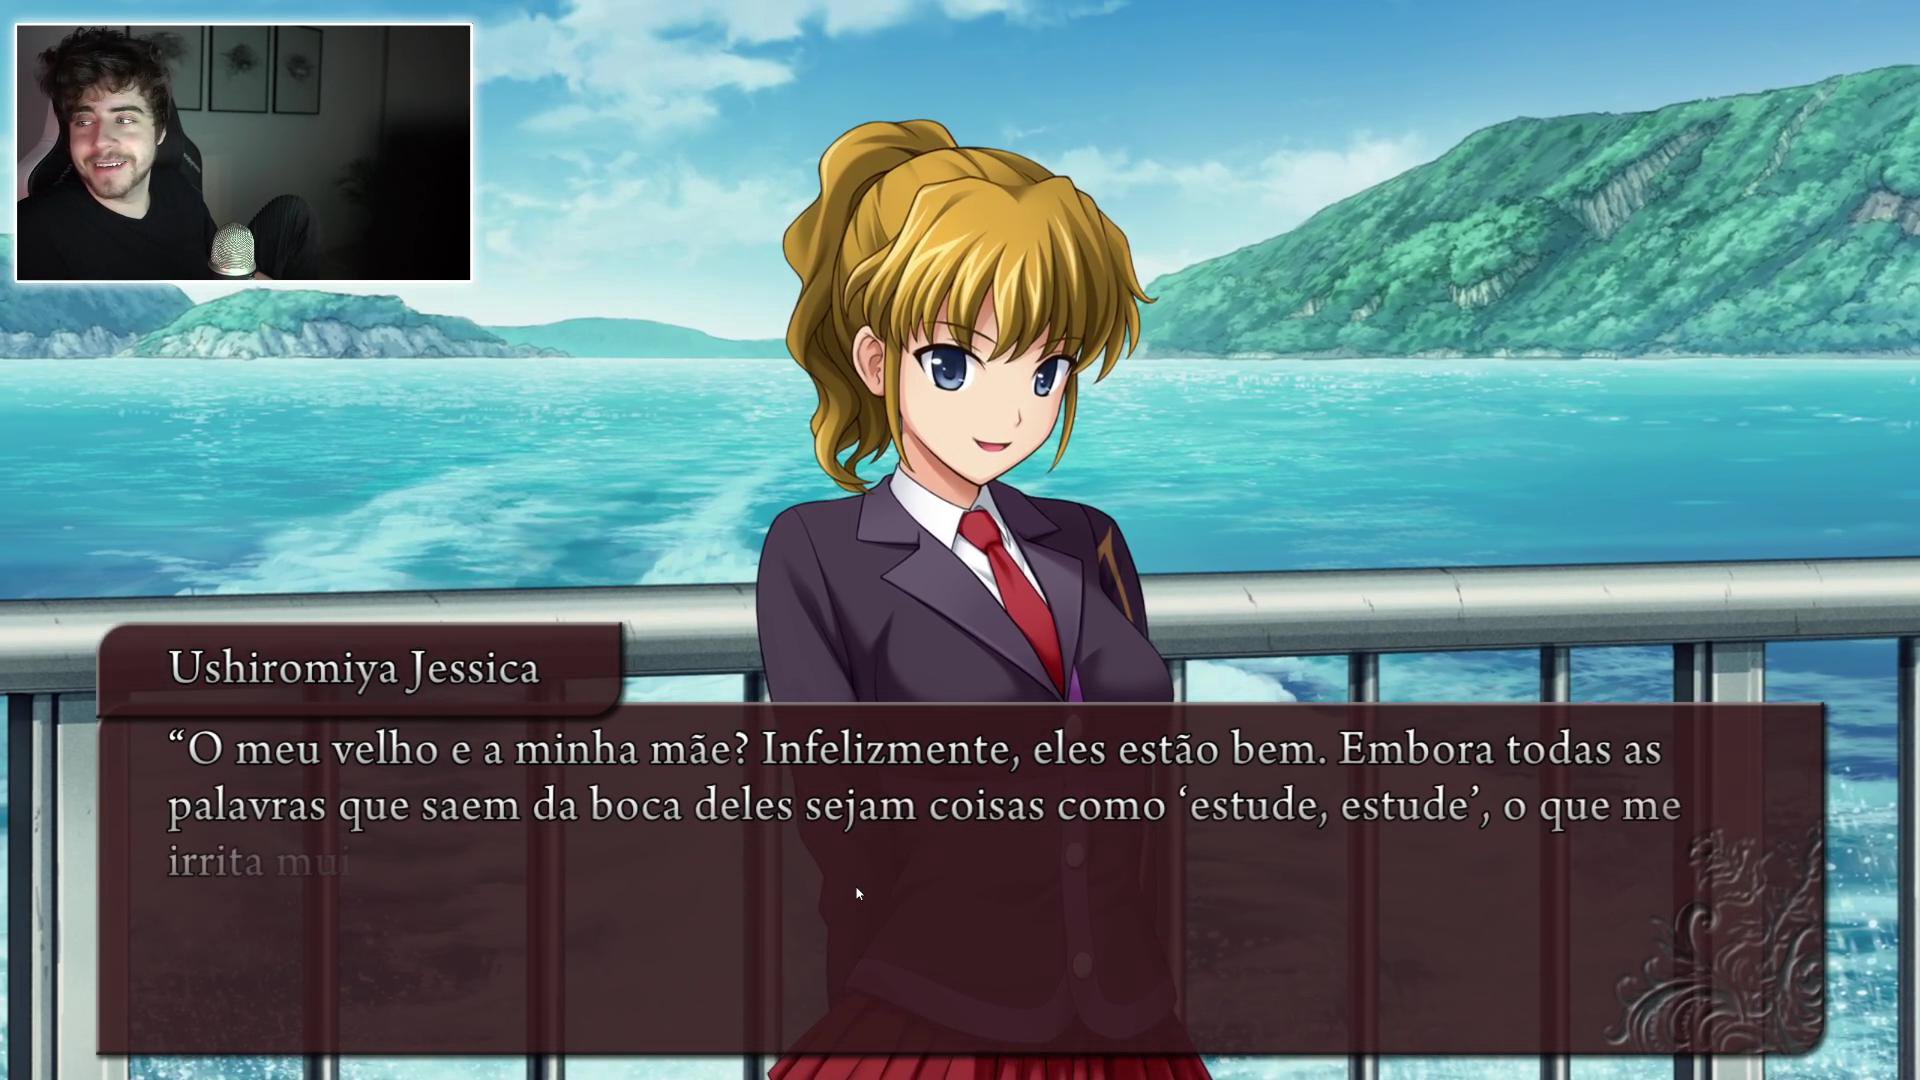 Ushiromiya Jessica
“O meu velho e a minha mãe? Infelizmente, eles estão bem. Embora todas as
palavras que saem da boca deles sejam coisas como ‘estude, estude’, o que me
irrita mui